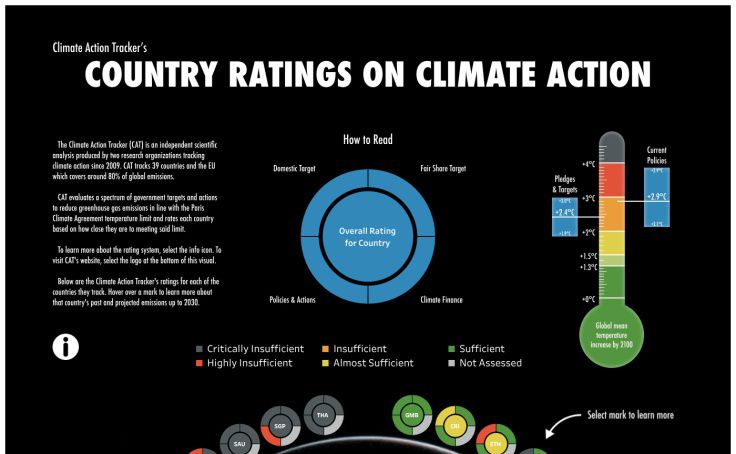 Climate Action Tracker's
COUNTRY RATINGS ON CLIMATE ACTION
The Climate Action Tracker (CAT) is an independent scientific
analysis produced by two research organizations tracking
climate action since 2009. CAT tracks 39 countries and the EU
which covers around 80% of global emissions.
CAT evaluates a spectrum of government targets and actions
to reduce greenhouse gas emissions in line with the Paris
Climate Agreement temperature limit and rates each country
based on how close they are to meeting said limit.
To learn more about the rating system, select the info icon. To
visit CAT's website, select the logo at the bottom of this visual.
Below are the Climate Action Tracker's ratings for each of the
countries they track. Hover over a mark to learn more about
that country's past and projected emissions up to 2030.
i
How to Read
Domestic Target
Fair Share Target
Overall Rating
for Country
Policies & Actions
Climate Finance
Pledges
& Targets
+2.4°C
+4°C
+3°C
+2°C
+1.5°C
+1.3°C
+0°C
Current
Policies
+2.9°C
Global mean
temperature
increase by 2100
Critically Insufficient
Insufficient
Sufficient
Highly Insufficient
Almost Sufficient
Not Assessed
SAU
SGP
THA
GMB
CRI
ETH
Select mark to learn more